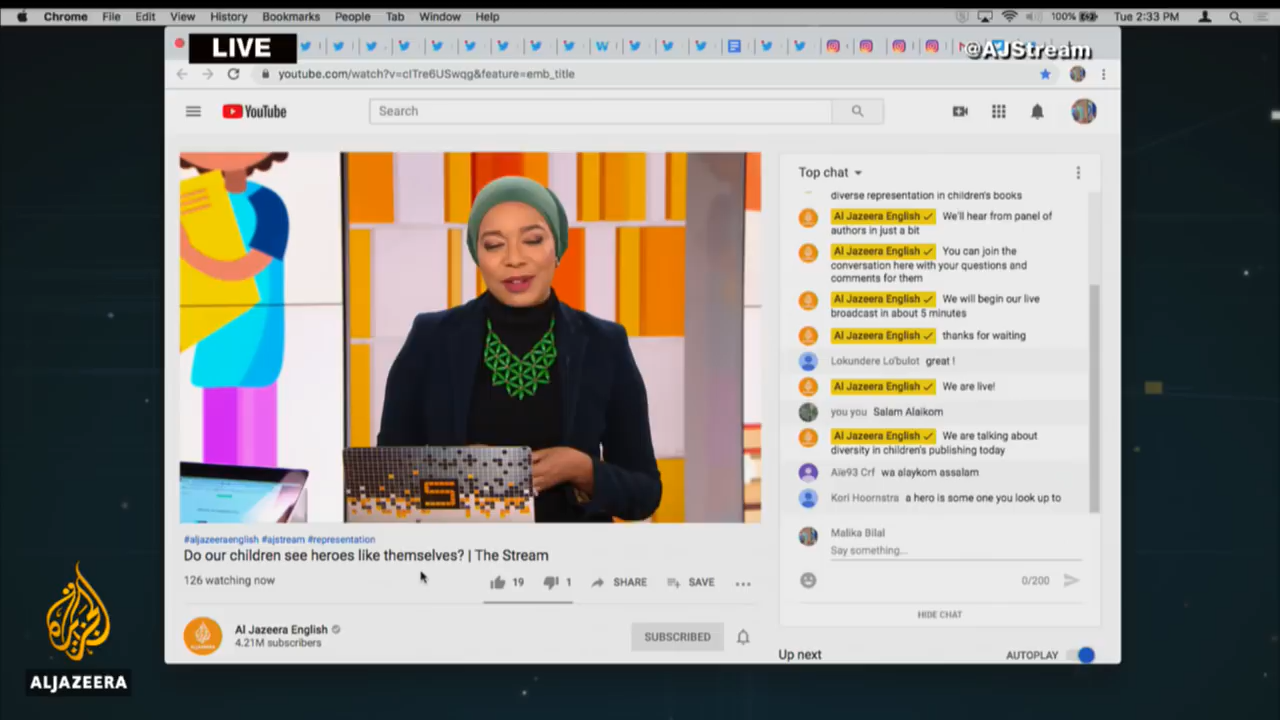 Chrome File Edit View History Bookmarks People Tab Window Help
100% Tue 2:33 PM
LIVE
@AJStream
youtube.com/watch?v=cITre6USwqg&feature=emb_title
YouTube
Search
Top chat
diverse representation in children's books
Al Jazeera English We'll hear from panel of
authors in just a bit
Al Jazeera English You can join the
conversation here with your questions and
comments for them
Al Jazeera English We will begin our live
broadcast in about 5 minutes
Al Jazeera English thanks for waiting
Lokundere Lo'bulot great !
Al Jazeera English We are live!
you you Salam Alaikom
Al Jazeera English We are talking about
diversity in children's publishing today
Aïe93 Crf wa alaykom assalam
Kori Hoornstra a hero is some one you look up to
Malika Bilal
Say something...
0/200
HIDE CHAT
Up next AUTOPLAY
S
#aljazeeraenglish #ajstream #representation
Do our children see heroes like themselves? | The Stream
126 watching now
19 1 SHARE SAVE
Al Jazeera English
4.21M subscribers
SUBSCRIBED
الجزيرة
ALJAZEERA